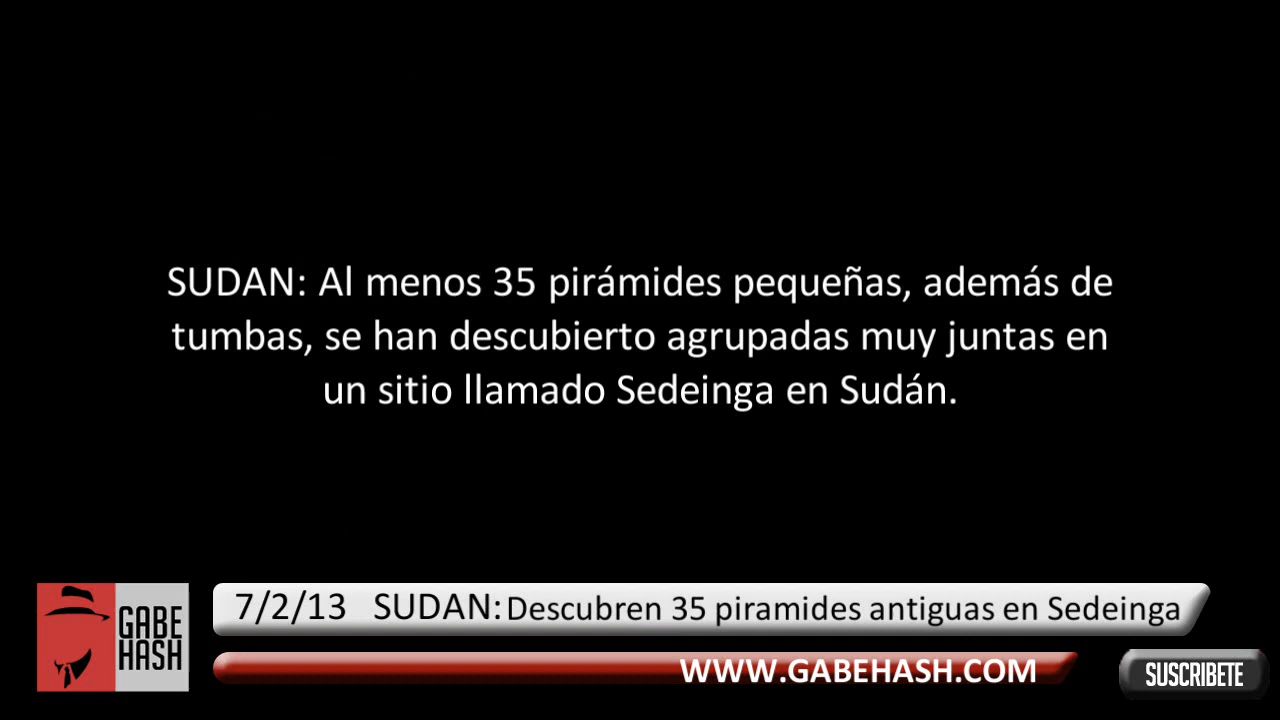 SUDAN: Al menos 35 pirámides pequeñas, además de
tumbas, se han descubierto agrupadas muy juntas en
un sitio llamado Sedeinga en Sudán.
GABE
HASH
7/2/13 SUDAN: Descubren 35 piramides antiguas en Sedeinga
WWW.GABEHASH.COM
SUSCRIBETE